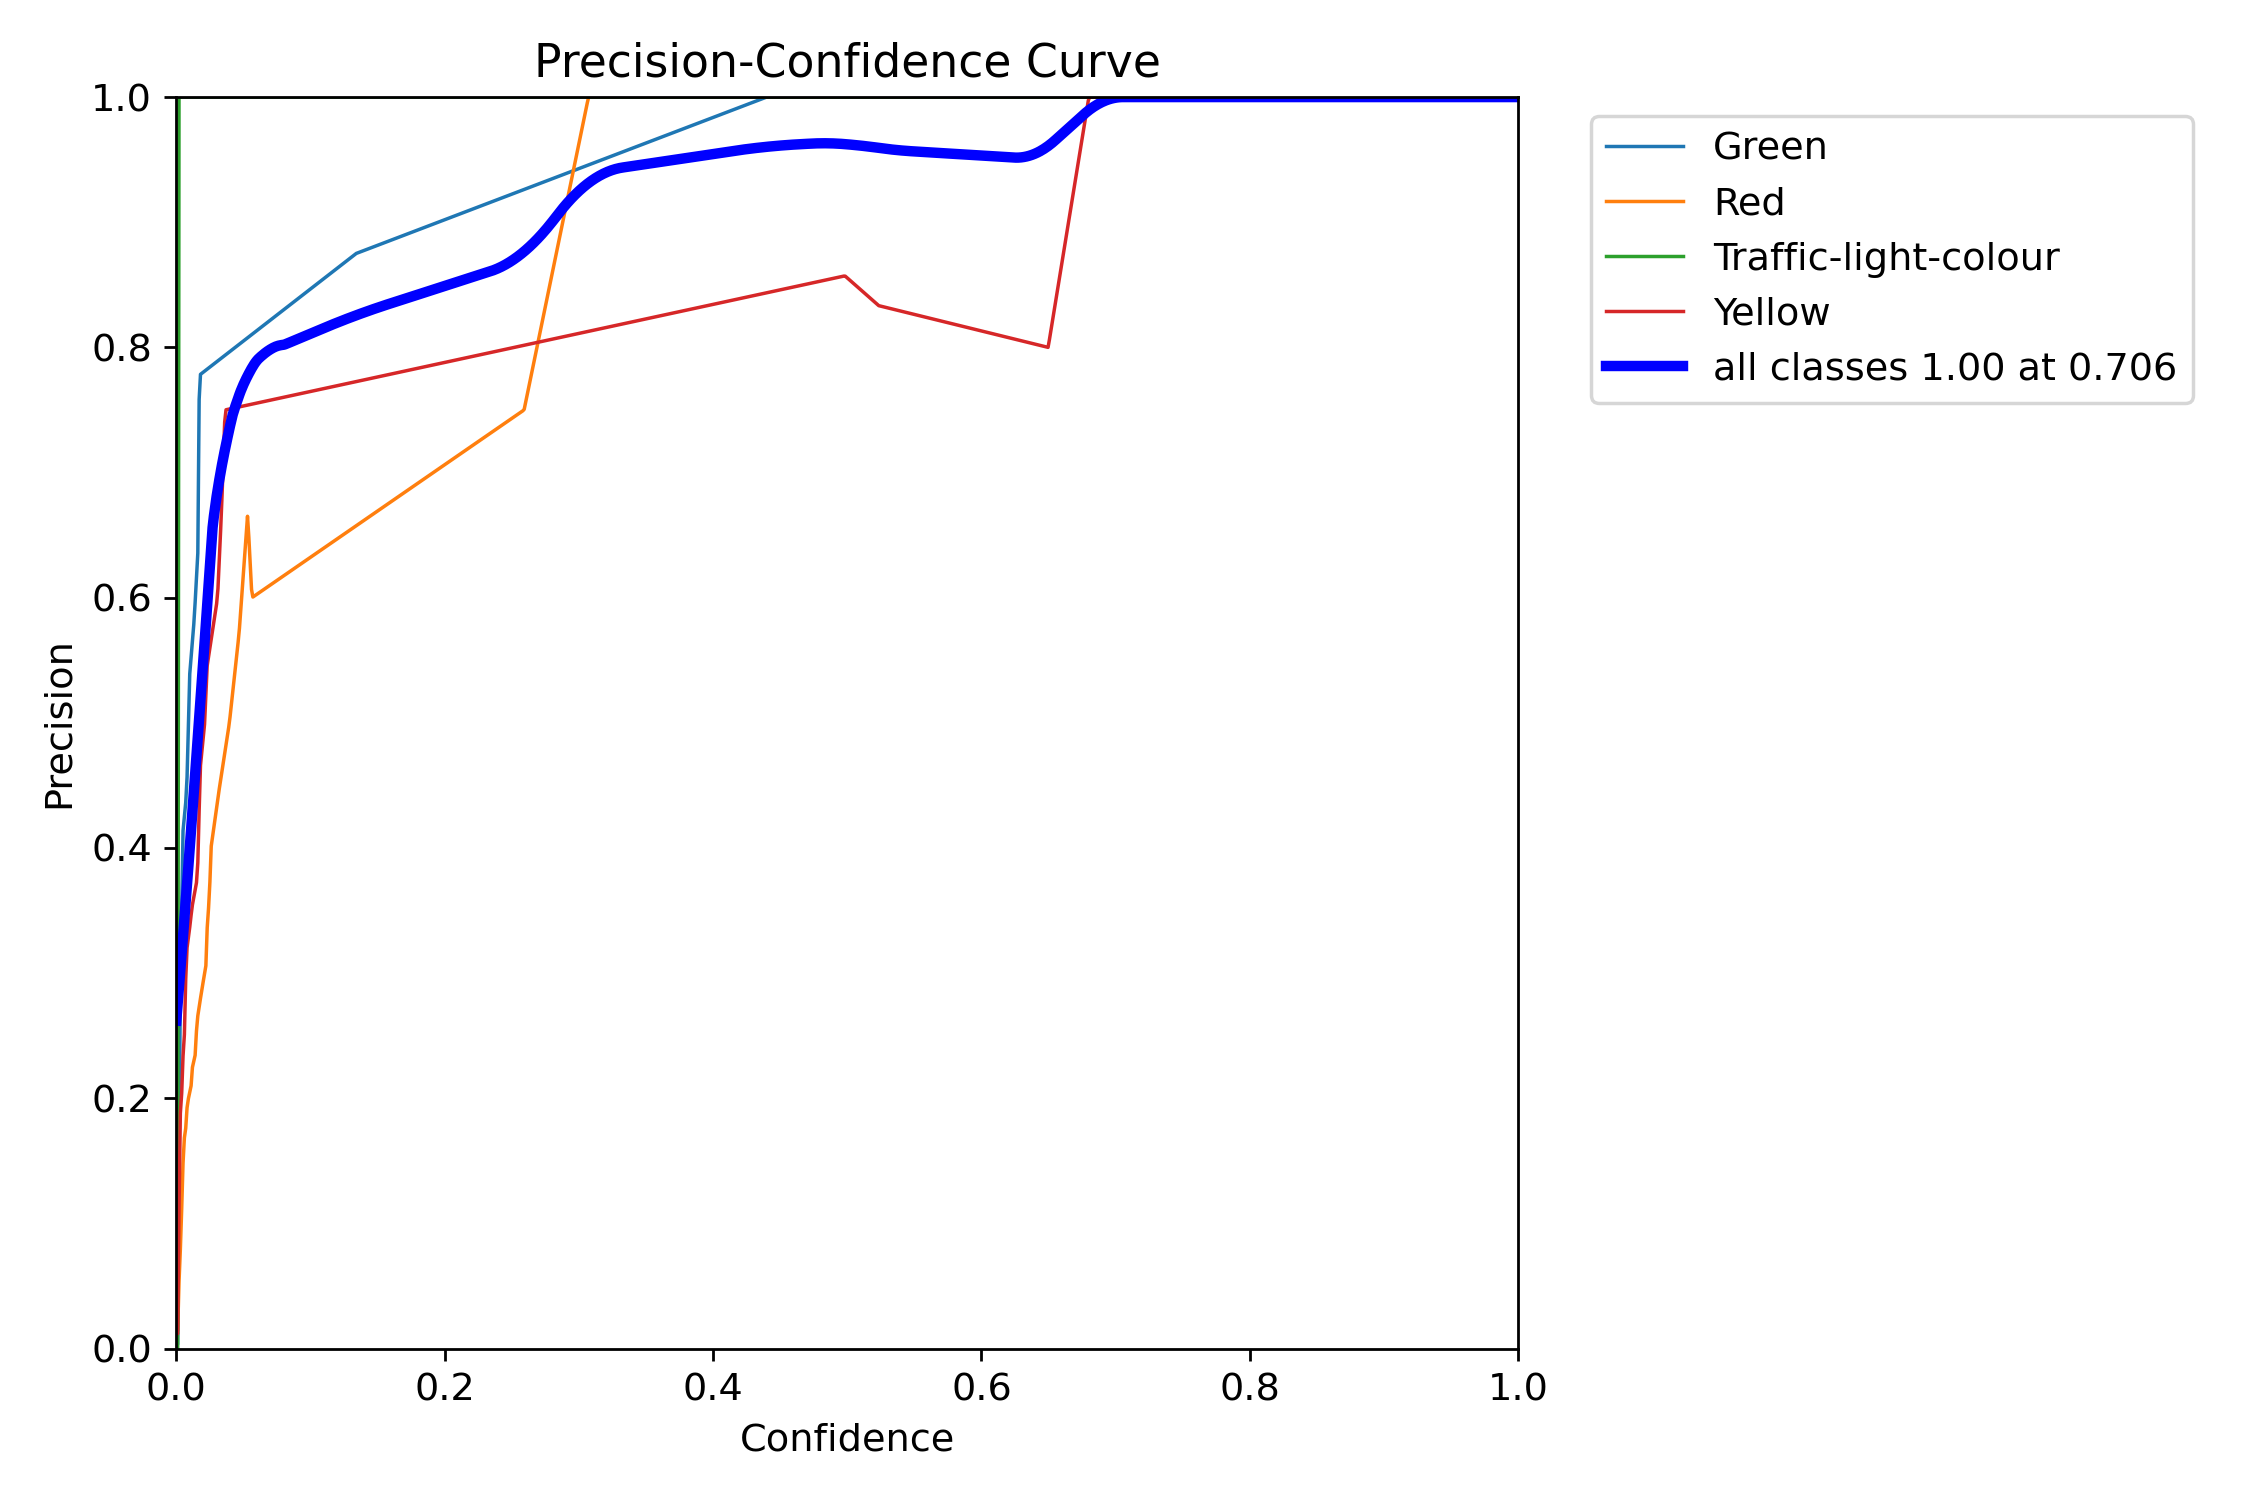 Precision-Confidence Curve
1.0
0.8
0.6
0.4
0.2
0.0
Precision
0.0 0.2 0.4 0.6 0.8 1.0
Confidence
Green
Red
Traffic-light-colour
Yellow
all classes 1.00 at 0.706